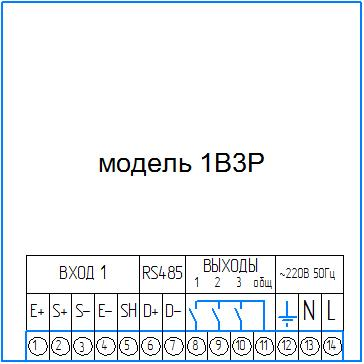 модель 1В3Р
ВХОД 1 RS485 ВЫХОДЫ ~220В 50Гц
1 2 3 общ
E+ S+ S- E- SH D+ D- N L
1 2 3 4 5 6 7 8 9 10 11 12 13 14